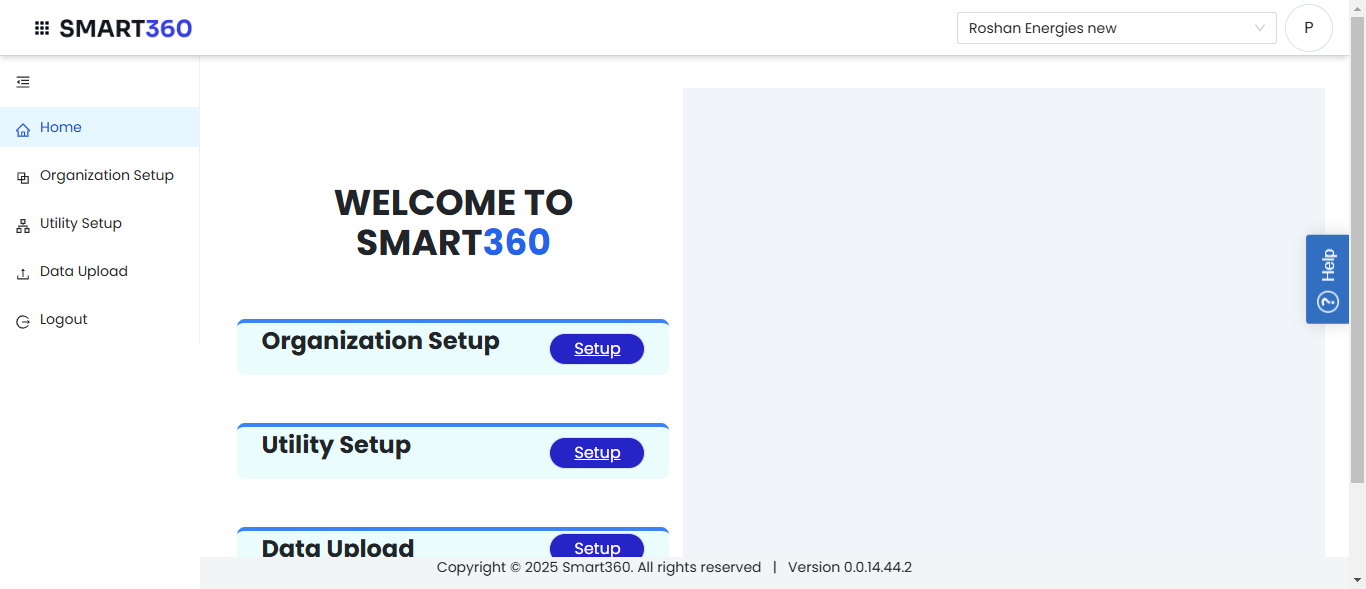 SMART360
Roshan Energies new
P
Home
Organization Setup
Utility Setup
Data Upload
Logout
WELCOME TO
SMART360
Organization Setup
Setup
Utility Setup
Setup
Data Upload
Setup
Help
Copyright © 2025 Smart360. All rights reserved | Version 0.0.14.44.2